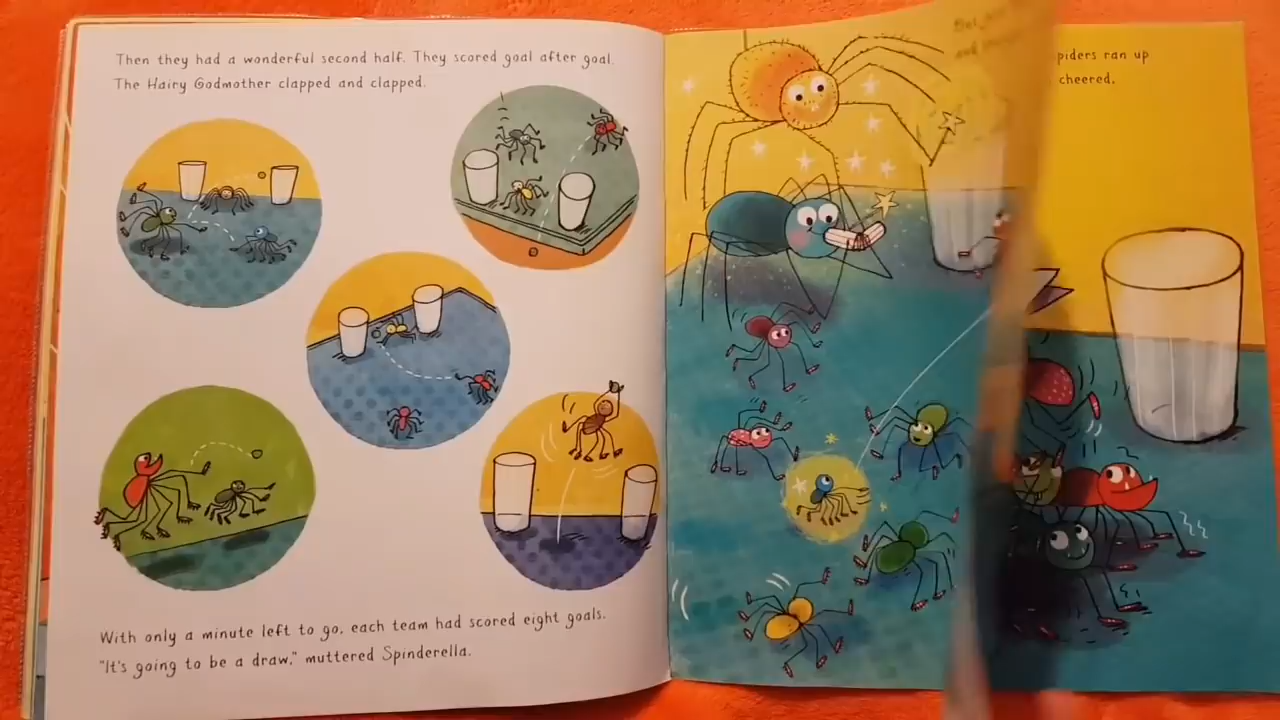 Then they had a wonderful second half. They scored goal after goal.
The Hairy Godmother clapped and clapped.
With only a minute left to go, each team had scored eight goals.
"It's going to be a draw," muttered Spinderella.
ran up
cheered.